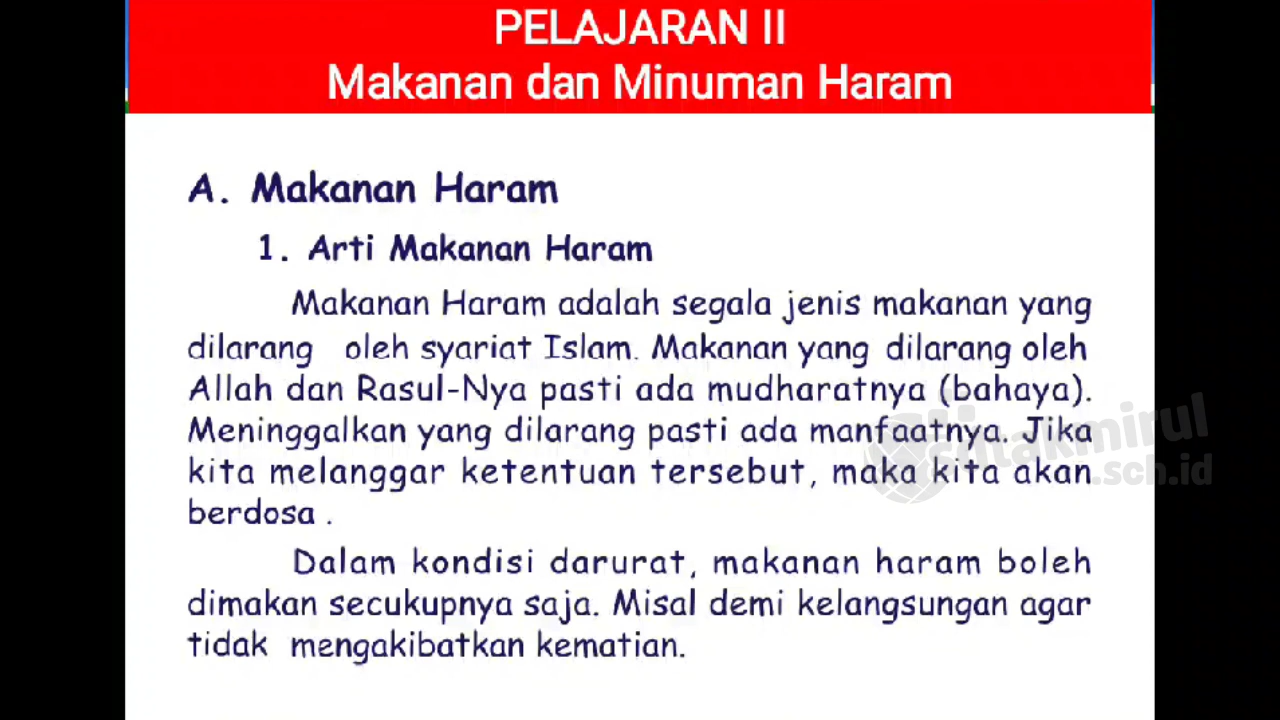 PELAJARAN II
Makanan dan Minuman Haram
A. Makanan Haram
1. Arti Makanan Haram
Makanan Haram adalah segala jenis makanan yang
dilarang oleh syariat Islam. Makanan yang dilarang oleh
Allah dan Rasul-Nya pasti ada mudharatnya (bahaya).
Meninggalkan yang dilarang pasti ada manfaatnya. Jika
kita melanggar ketentuan tersebut, maka kita akan
berdosa .
Dalam kondisi darurat, makanan haram boleh
dimakan secukupnya saja. Misal demi kelangsungan agar
tidak mengakibatkan kematian.
.sch.id